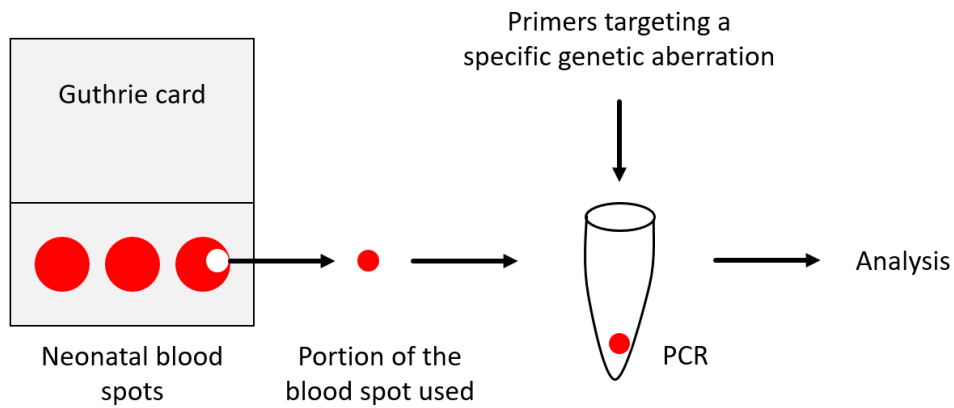 Primers targeting a
specific genetic aberration
Guthrie card
Analysis
Neonatal blood
spots
Portion of the
blood spot used
PCR